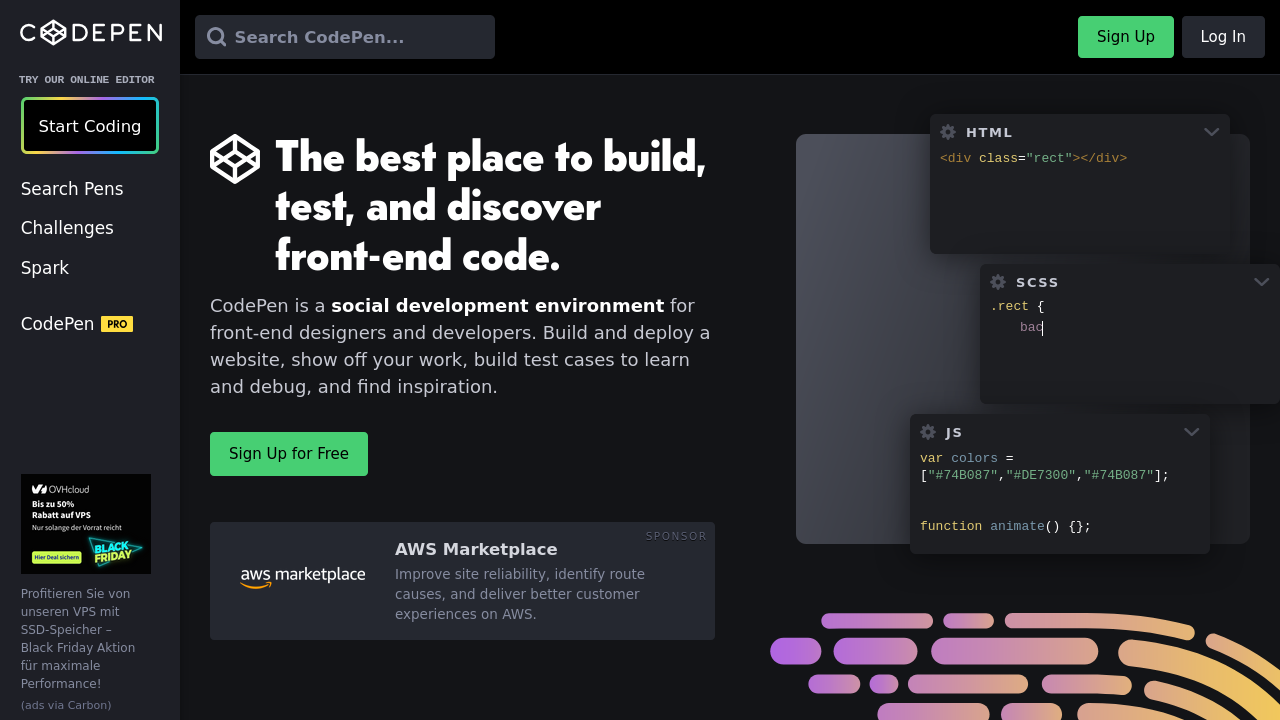 CODEPEN
TRY OUR ONLINE EDITOR
Start Coding
Search Pens
Challenges
Spark
CodePen PRO
OVHcloud
Bis zu 50%
Rabatt auf VPS
Nur solange der Vorrat reicht
Hier Deal sichern
BLACK
FRIDAY
Profitieren Sie von
unseren VPS mit
SSD-Speicher –
Black Friday Aktion
für maximale
Performance!
(ads via Carbon)
Search CodePen...
Sign Up
Log In
The best place to build,
test, and discover
front-end code.
CodePen is a social development environment for
front-end designers and developers. Build and deploy a
website, show off your work, build test cases to learn
and debug, and find inspiration.
Sign Up for Free
SPONSOR
aws marketplace
AWS Marketplace
Improve site reliability, identify route
causes, and deliver better customer
experiences on AWS.
HTML
<div class="rect"></div>
SCSS
.rect {
bac
JS
var colors =
["#74B087","#DE7300","#74B087"];
function animate() {};